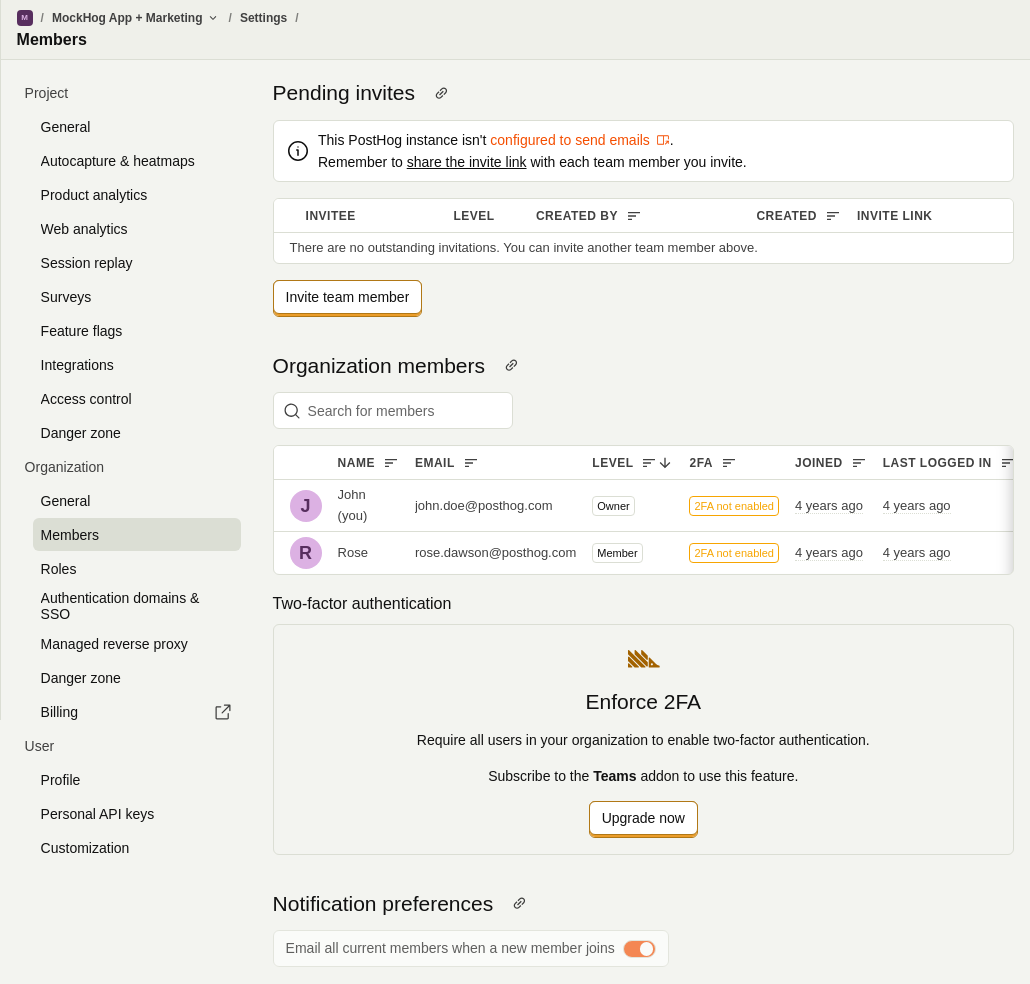 M / MockHog App + Marketing / Settings /
Members
Project
General
Autocapture & heatmaps
Product analytics
Web analytics
Session replay
Surveys
Feature flags
Integrations
Access control
Danger zone
Organization
General
Members
Roles
Authentication domains &
SSO
Managed reverse proxy
Danger zone
Billing
User
Profile
Personal API keys
Customization
Pending invites
This PostHog instance isn't configured to send emails.
Remember to share the invite link with each team member you invite.
INVITEE LEVEL CREATED BY CREATED INVITE LINK
There are no outstanding invitations. You can invite another team member above.
Invite team member
Organization members
Search for members
NAME EMAIL LEVEL 2FA JOINED LAST LOGGED IN
J John
(you) john.doe@posthog.com Owner 2FA not enabled 4 years ago 4 years ago
R Rose rose.dawson@posthog.com Member 2FA not enabled 4 years ago 4 years ago
Two-factor authentication
Enforce 2FA
Require all users in your organization to enable two-factor authentication.
Subscribe to the Teams addon to use this feature.
Upgrade now
Notification preferences
Email all current members when a new member joins